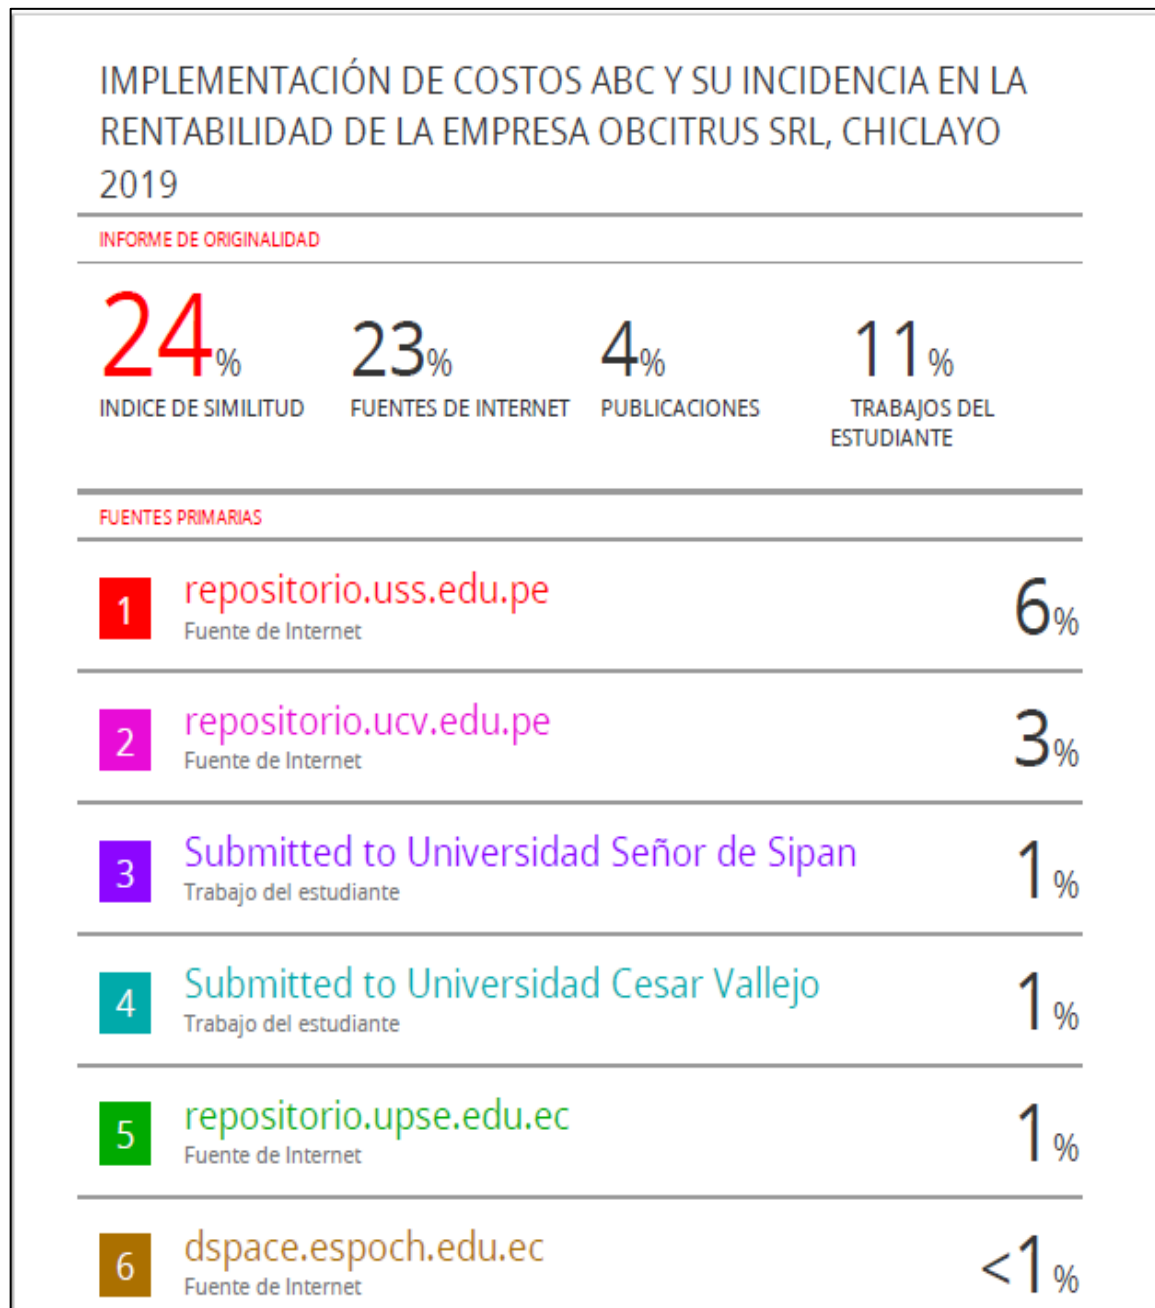 IMPLEMENTACIÓN DE COSTOS ABC Y SU INCIDENCIA EN LA
RENTABILIDAD DE LA EMPRESA OBCITRUS SRL, CHICLAYO
2019
INFORME DE ORIGINALIDAD
24% 23% 4% 11%
INDICE DE SIMILITUD FUENTES DE INTERNET PUBLICACIONES TRABAJOS DEL
ESTUDIANTE
FUENTES PRIMARIAS
1 repositorio.uss.edu.pe 6%
Fuente de Internet
2 repositorio.ucv.edu.pe 3%
Fuente de Internet
3 Submitted to Universidad Señor de Sipan 1%
Trabajo del estudiante
4 Submitted to Universidad Cesar Vallejo 1%
Trabajo del estudiante
5 repositorio.upse.edu.ec 1%
Fuente de Internet
6 dspace.espoch.edu.ec <1%
Fuente de Internet